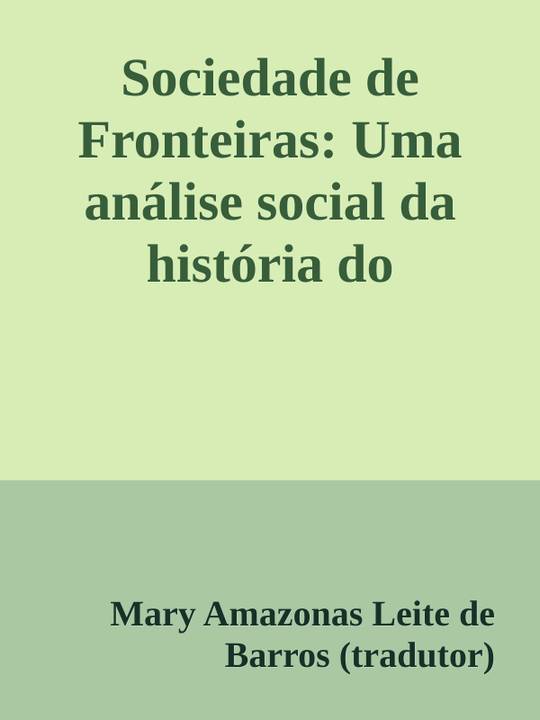 Sociedade de
Fronteiras: Uma
análise social da
história do
Mary Amazonas Leite de
Barros (tradutor)